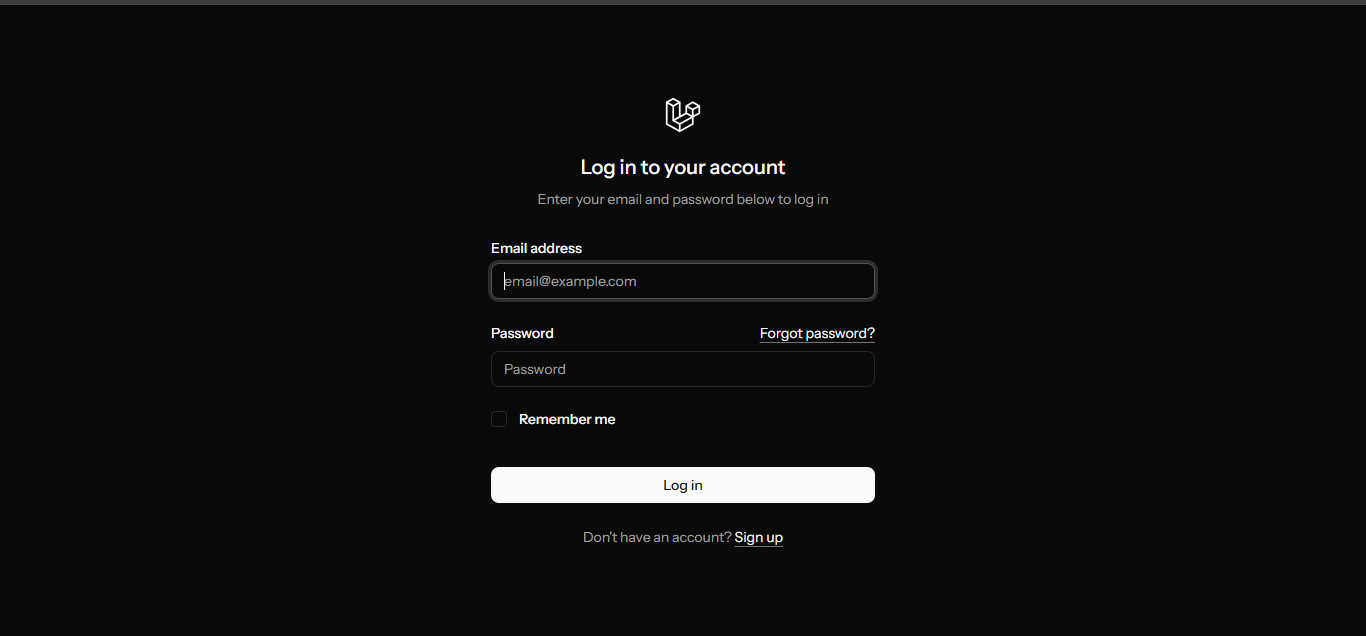 Log in to your account
Enter your email and password below to log in
Email address
email@example.com
Password
Forgot password?
Password
Remember me
Log in
Don't have an account? Sign up